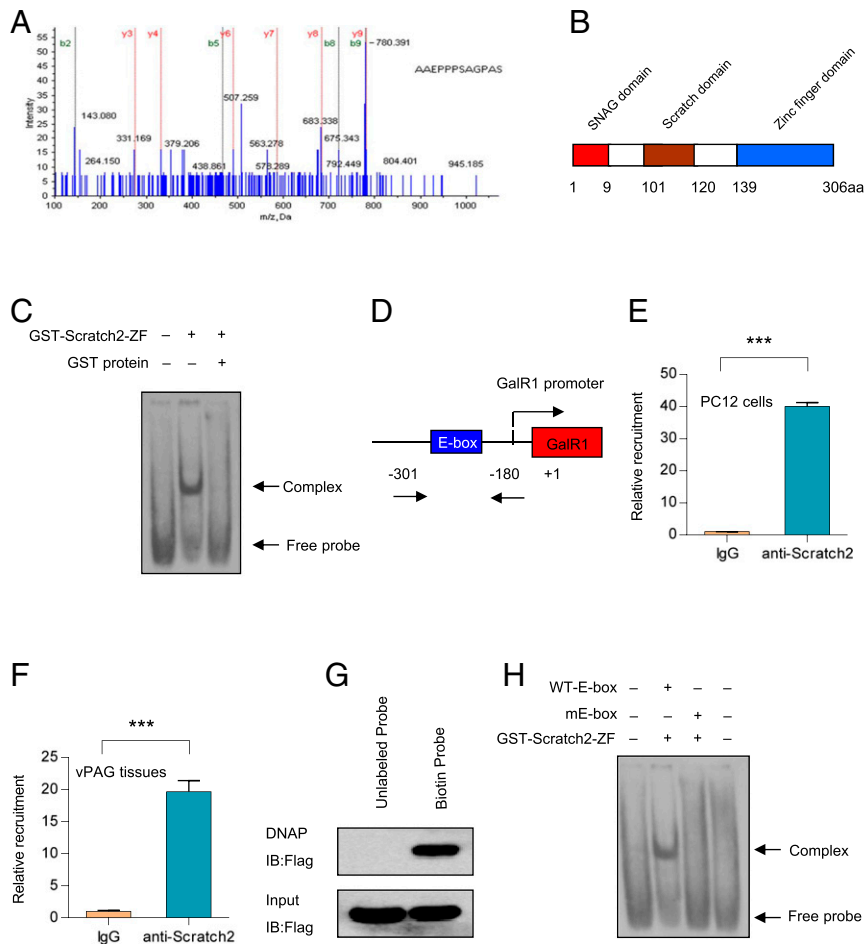 A
b2
y3
y4
b5
y6
y7
y8
b8
b9
y9
780.391
AAEPPPSAGPAS
143.080
264.150
331.169
379.206
438.861
507.259
563.278
578.289
683.338
675.343
792.449
804.401
945.185
Intensity
55
50
45
40
35
30
25
20
15
10
5
0
100 200 300 400 500 600 700 800 900 1000
m/z, Da
B
SNAG domain
Scratch domain
Zinc finger domain
1 9 101 120 139 306aa
C
GST-Scratch2-ZF – + +
GST protein – – +
Complex
Free probe
D
GalR1 promoter
E-box
GalR1
-301 -180 +1
E
***
PC12 cells
Relative recruitment
50
40
30
20
10
0
IgG anti-Scratch2
F
***
vPAG tissues
Relative recruitment
25
20
15
10
5
0
IgG anti-Scratch2
G
Unlabeled Probe
Biotin Probe
DNAP
IB:Flag
Input
IB:Flag
H
WT-E-box – + – –
mE-box – – + –
GST-Scratch2-ZF – + + –
Complex
Free probe